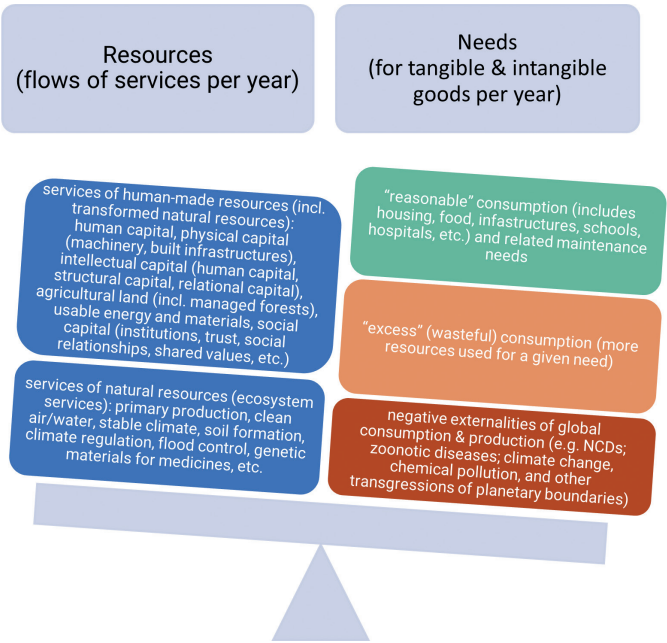 Resources
(flows of services per year)
Needs
(for tangible & intangible
goods per year)
services of human-made resources (incl.
transformed natural resources):
human capital, physical capital
(machinery, built infrastructures),
intellectual capital (human capital,
structural capital, relational capital),
agricultural land (incl. managed forests),
usable energy and materials, social
capital (institutions, trust, social
relationships, shared values, etc.)
services of natural resources (ecosystem
services): primary production, clean
air/water, stable climate, soil formation,
climate regulation, flood control, genetic
materials for medicines, etc.
“reasonable” consumption (includes
housing, food, infastructures, schools,
hospitals, etc.) and related maintenance
needs
“excess” (wasteful) consumption (more
resources used for a given need)
negative externalities of global
consumption & production (e.g. NCDs;
zoonotic diseases; climate change,
chemical pollution, and other
transgressions of planetary boundaries)